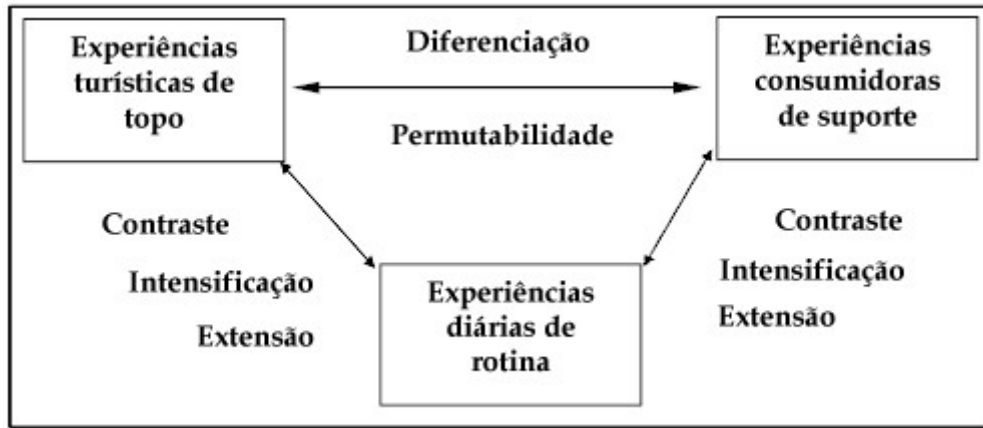 Experiências
turísticas de
topo
Diferenciação
Permutabilidade
Experiências
consumidoras
de suporte
Contraste
Intensificação
Extensão
Experiências
diárias de
rotina
Contraste
Intensificação
Extensão